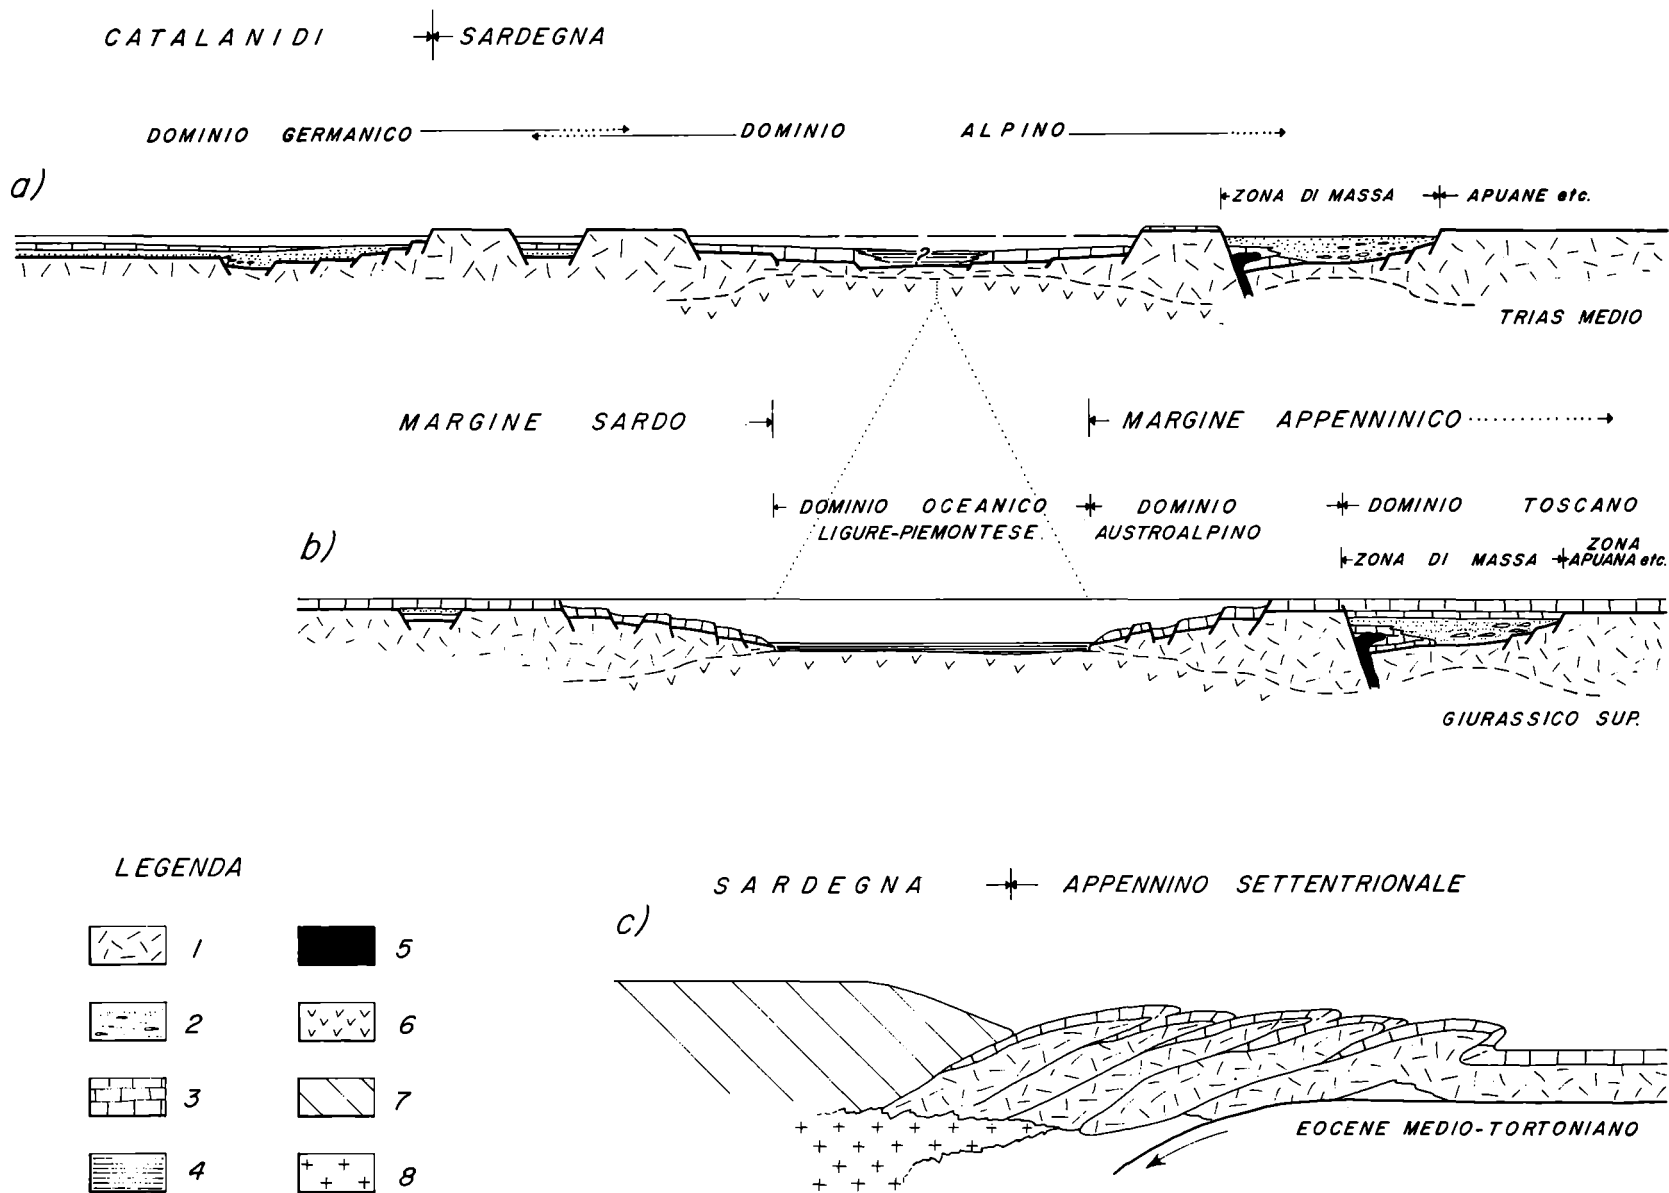 CATALANIDI SARDEGNA
DOMINIO GERMANICO DOMINIO ALPINO
a)
ZONA DI MASSA APUANE etc.
?
TRIAS MEDIO
MARGINE SARDO MARGINE APPENNINICO
DOMINIO OCEANICO LIGURE-PIEMONTESE.
DOMINIO AUSTROALPINO
DOMINIO TOSCANO
b)
ZONA DI MASSA
ZONA APUANA etc.
GIURASSICO SUP.
LEGENDA
1
2
3
4
5
6
7
8
SARDEGNA APPENNINO SETTENTRIONALE
c)
EOCENE MEDIO-TORTONIANO